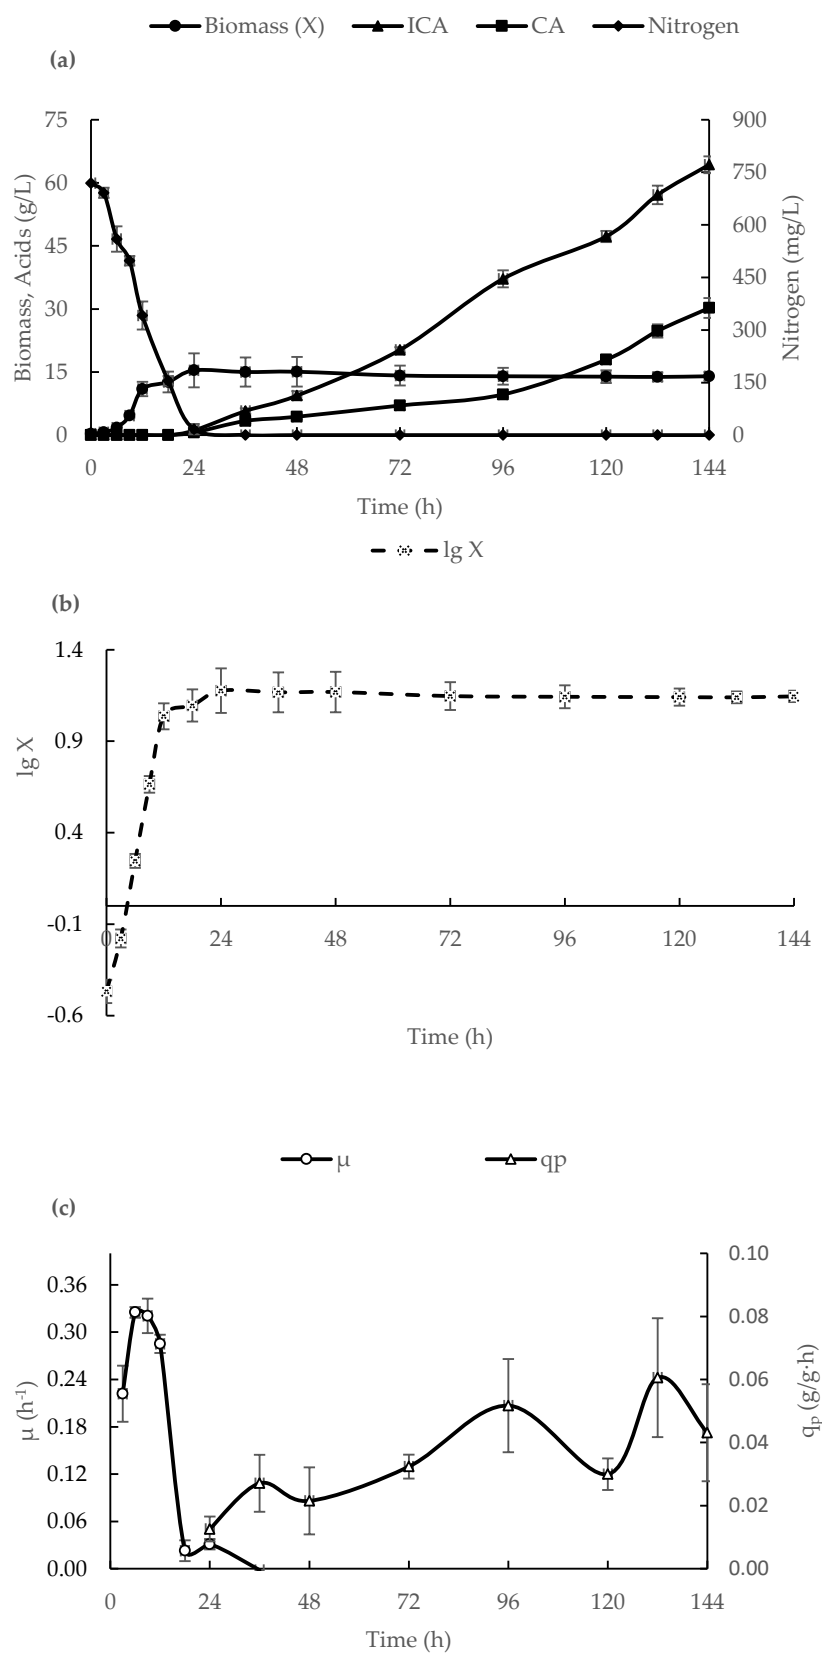 Biomass (X) ICA CA Nitrogen
(a)
Biomass, Acids (g/L)
75
60
45
30
15
0
900
750
600
450
300
150
0
Nitrogen (mg/L)
0 24 48 72 96 120 144
Time (h)
lg X
(b)
lg X
1.4
0.9
0.4
-0.1
-0.6
0 24 48 72 96 120 144
Time (h)
μ qp
(c)
μ (h⁻¹)
0.36
0.30
0.24
0.18
0.12
0.06
0.00
0.10
0.08
0.06
0.04
0.02
0.00
qₚ (g/g·h)
0 24 48 72 96 120 144
Time (h)